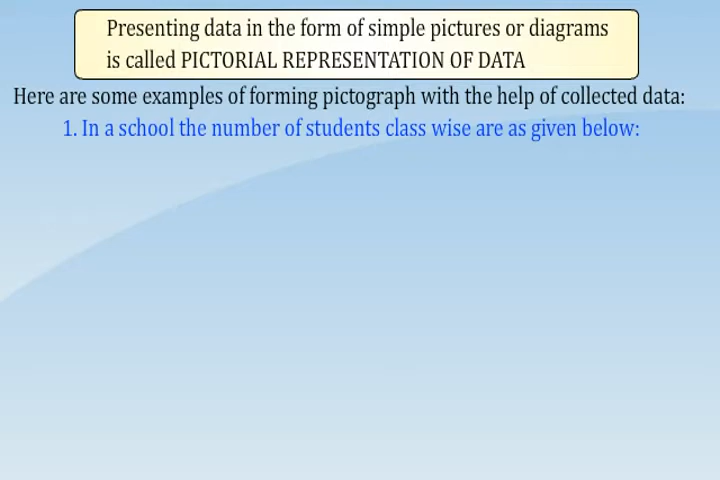 Presenting data in the form of simple pictures or diagrams
is called PICTORIAL REPRESENTATION OF DATA
Here are some examples of forming pictograph with the help of collected data:
1. In a school the number of students class wise are as given below: